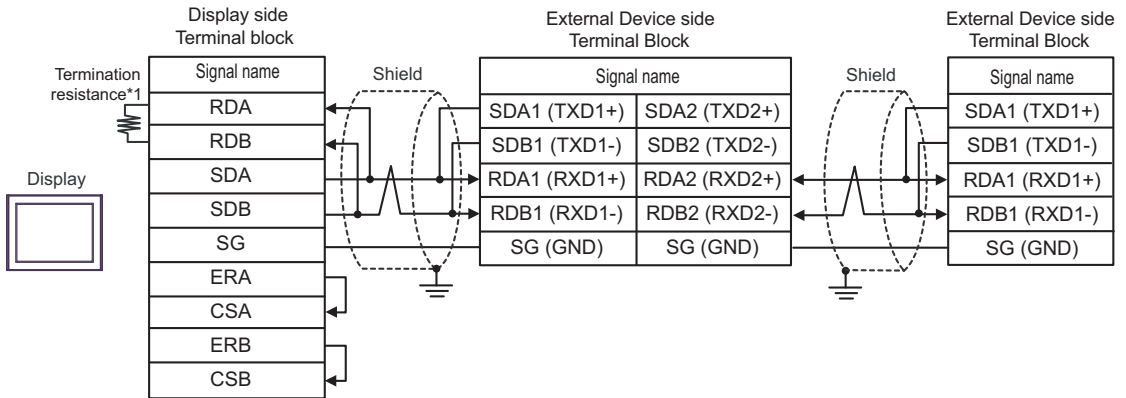 Display side
Terminal block
External Device side
Terminal Block
External Device side
Terminal Block
Termination
resistance*1
Display
Signal name
RDA
RDB
SDA
SDB
SG
ERA
CSA
ERB
CSB
Shield
Signal name
SDA1 (TXD1+) SDA2 (TXD2+)
SDB1 (TXD1-) SDB2 (TXD2-)
RDA1 (RXD1+) RDA2 (RXD2+)
RDB1 (RXD1-) RDB2 (RXD2-)
SG (GND) SG (GND)
Shield
Signal name
SDA1 (TXD1+)
SDB1 (TXD1-)
RDA1 (RXD1+)
RDB1 (RXD1-)
SG (GND)